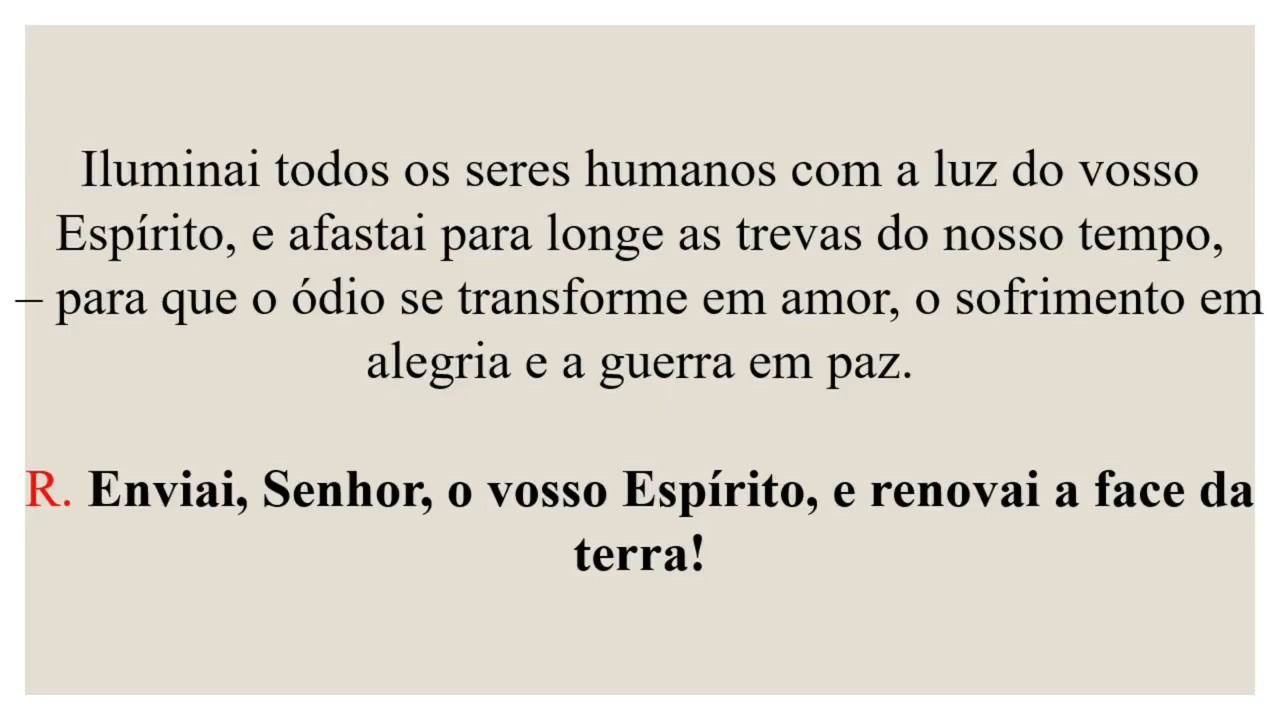 Iluminai todos os seres humanos com a luz do vosso
Espírito, e afastai para longe as trevas do nosso tempo,
– para que o ódio se transforme em amor, o sofrimento em
alegria e a guerra em paz.
R. Enviai, Senhor, o vosso Espírito, e renovai a face da
terra!